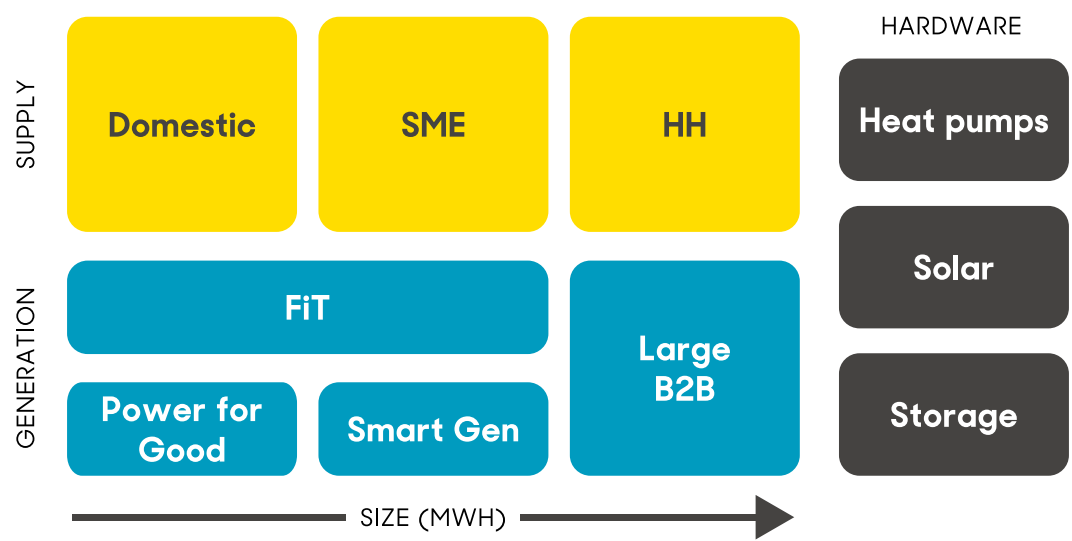 HARDWARE
SUPPLY
Domestic
SME
HH
Heat pumps
Solar
GENERATION
FiT
Large
B2B
Power for
Good
Smart Gen
Storage
SIZE (MWH)